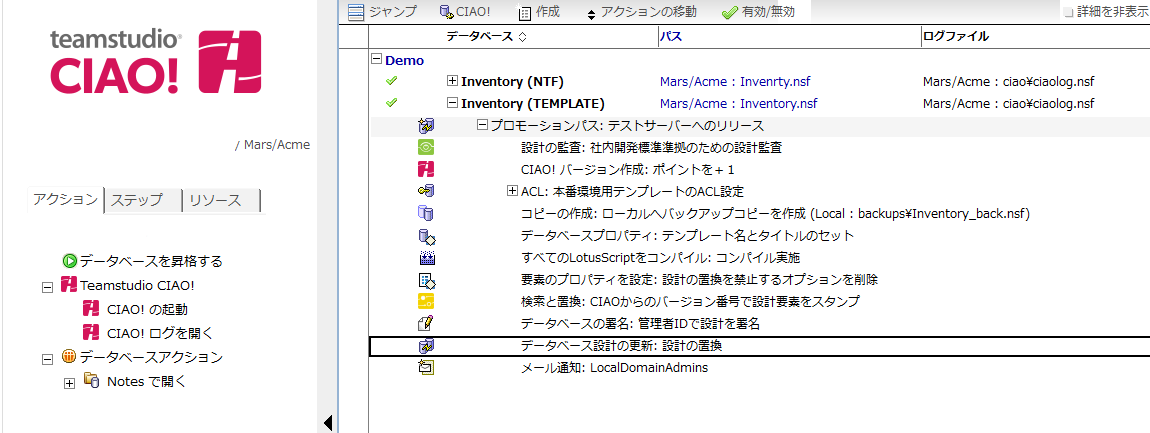 teamstudio®
CIAO!
/ Mars/Acme
アクション ステップ リソース
データベースを昇格する
Teamstudio CIAO!
CIAO! の起動
CIAO! ログを開く
データベースアクション
Notes で開く
ジャンプ CIAO! 作成 アクションの移動 有効/無効 詳細を非表示
データベース パス ログファイル
Demo
Inventory (NTF) Mars/Acme : Invenrty.nsf Mars/Acme : ciao¥ciaolog.nsf
Inventory (TEMPLATE) Mars/Acme : Inventory.nsf Mars/Acme : ciao¥ciaolog.nsf
プロモーションパス: テストサーバーへのリリース
設計の監査: 社内開発標準準拠のための設計監査
CIAO! バージョン作成: ポイントを+ 1
ACL: 本番環境用テンプレートのACL設定
コピーの作成: ローカルへバックアップコピーを作成 (Local : backups¥Inventory_back.nsf)
データベースプロパティ: テンプレート名とタイトルのセット
すべてのLotusScriptをコンパイル: コンパイル実施
要素のプロパティを設定: 設計の置換を禁止するオプションを削除
検索と置換: CIAOからのバージョン番号で設計要素をスタンプ
データベースの署名: 管理者IDで設計を署名
データベース設計の更新: 設計の置換
メール通知: LocalDomainAdmins